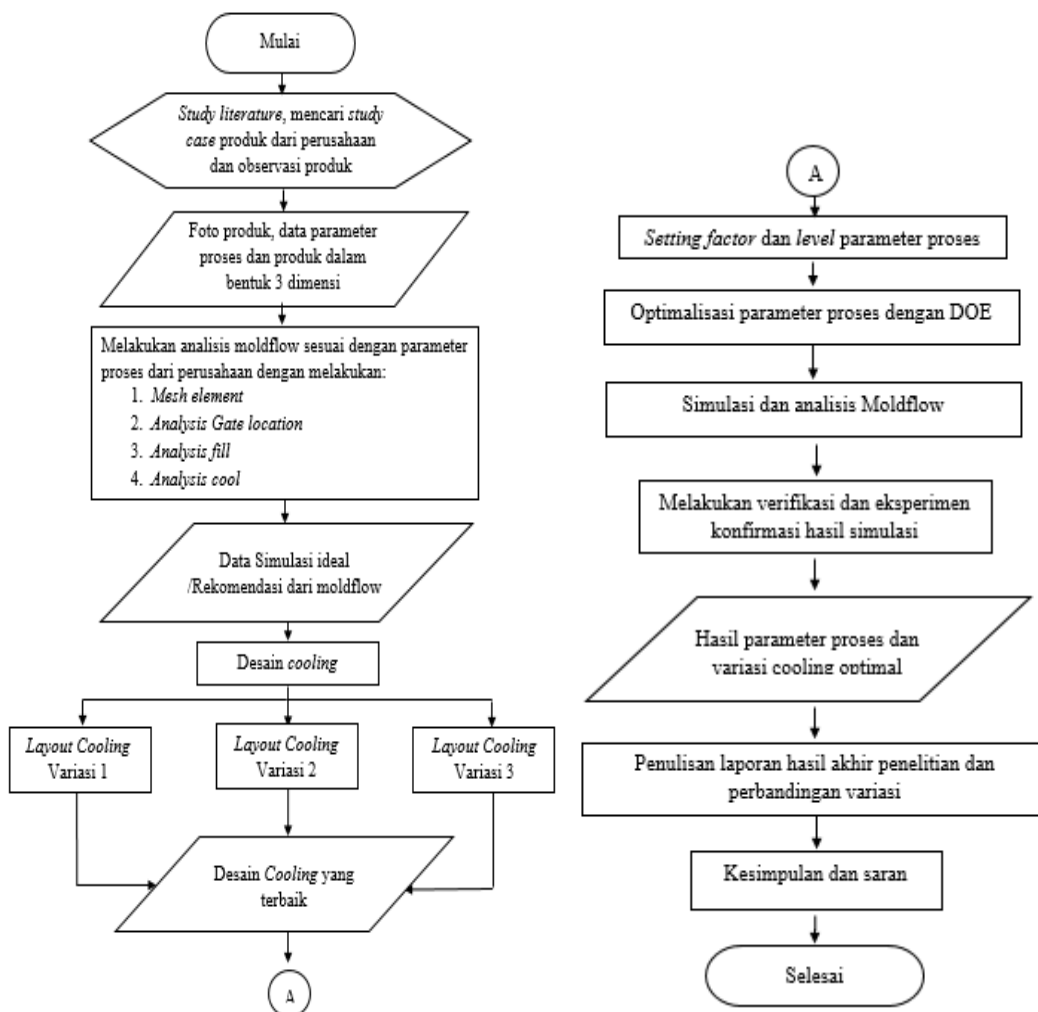 Mulai
Study literature, mencari study
case produk dari perusahaan
dan observasi produk
Foto produk, data parameter
proses dan produk dalam
bentuk 3 dimensi
Melakukan analisis moldflow sesuai dengan parameter
proses dari perusahaan dengan melakukan:
1. Mesh element
2. Analysis Gate location
3. Analysis fill
4. Analysis cool
Data Simulasi ideal
/Rekomendasi dari moldflow
Desain cooling
Layout Cooling
Variasi 1
Layout Cooling
Variasi 2
Layout Cooling
Variasi 3
Desain Cooling yang
terbaik
A
A
Setting factor dan level parameter proses
Optimalisasi parameter proses dengan DOE
Simulasi dan analisis Moldflow
Melakukan verifikasi dan eksperimen
konfirmasi hasil simulasi
Hasil parameter proses dan
variasi cooling optimal
Penulisan laporan hasil akhir penelitian dan
perbandingan variasi
Kesimpulan dan saran
Selesai